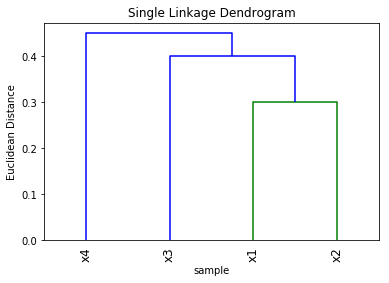 Single Linkage Dendrogram
Euclidean Distance
0.4
0.3
0.2
0.1
0.0
x4 x3 x1 x2
sample